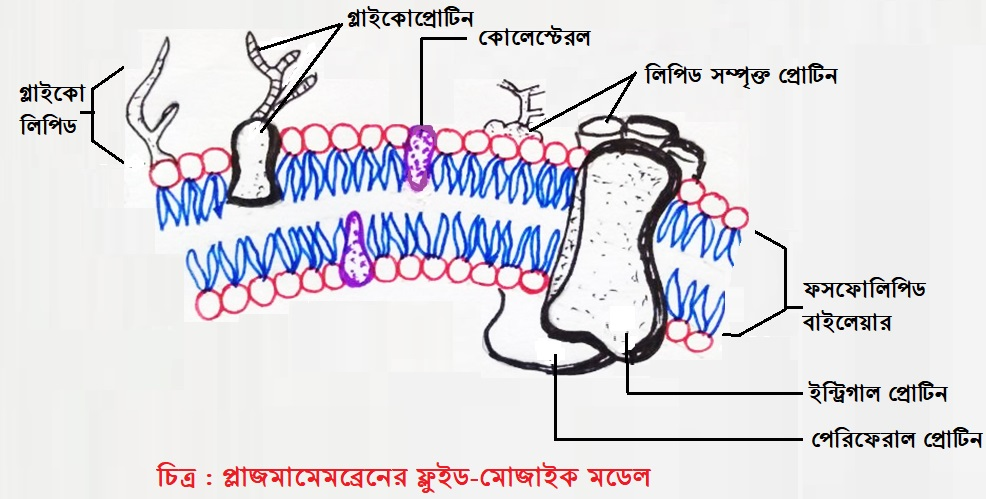 গ্লাইকোপ্রোটিন
কোলেস্টেরল
লিপিড সম্পৃক্ত প্রোটিন
গ্লাইকো
লিপিড
ফসফোলিপিড
বাইলেয়ার
ইন্ট্রিগাল প্রোটিন
পেরিফেরাল প্রোটিন
চিত্র : প্লাজমামেমব্রেনের ফ্লুইড-মোজাইক মডেল